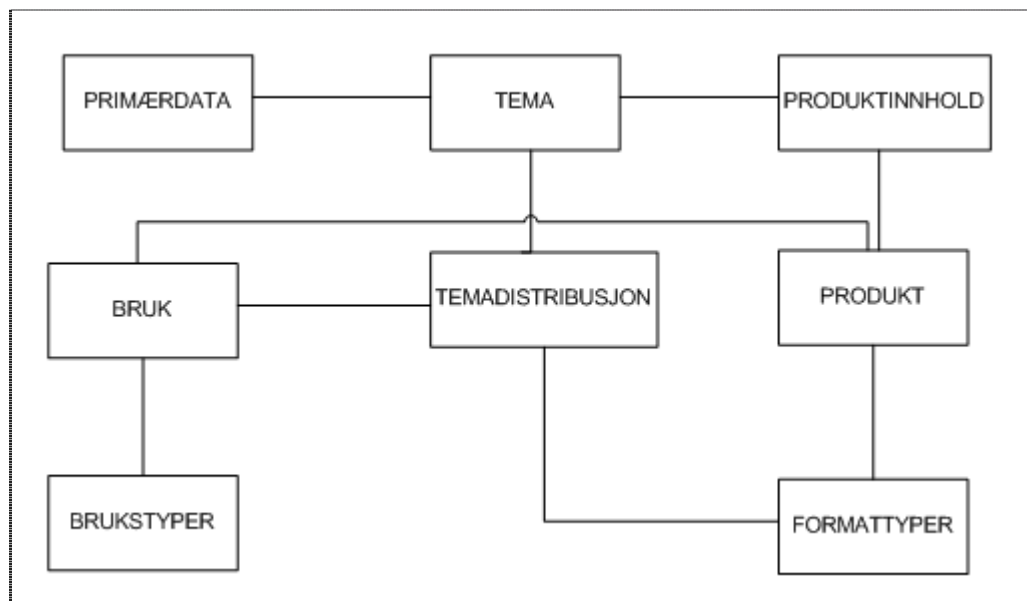 PRIMÆRDATA
TEMA
PRODUKTINNHOLD
BRUK
TEMADISTRIBUSJON
PRODUKT
BRUKSTYPER
FORMATTYPER